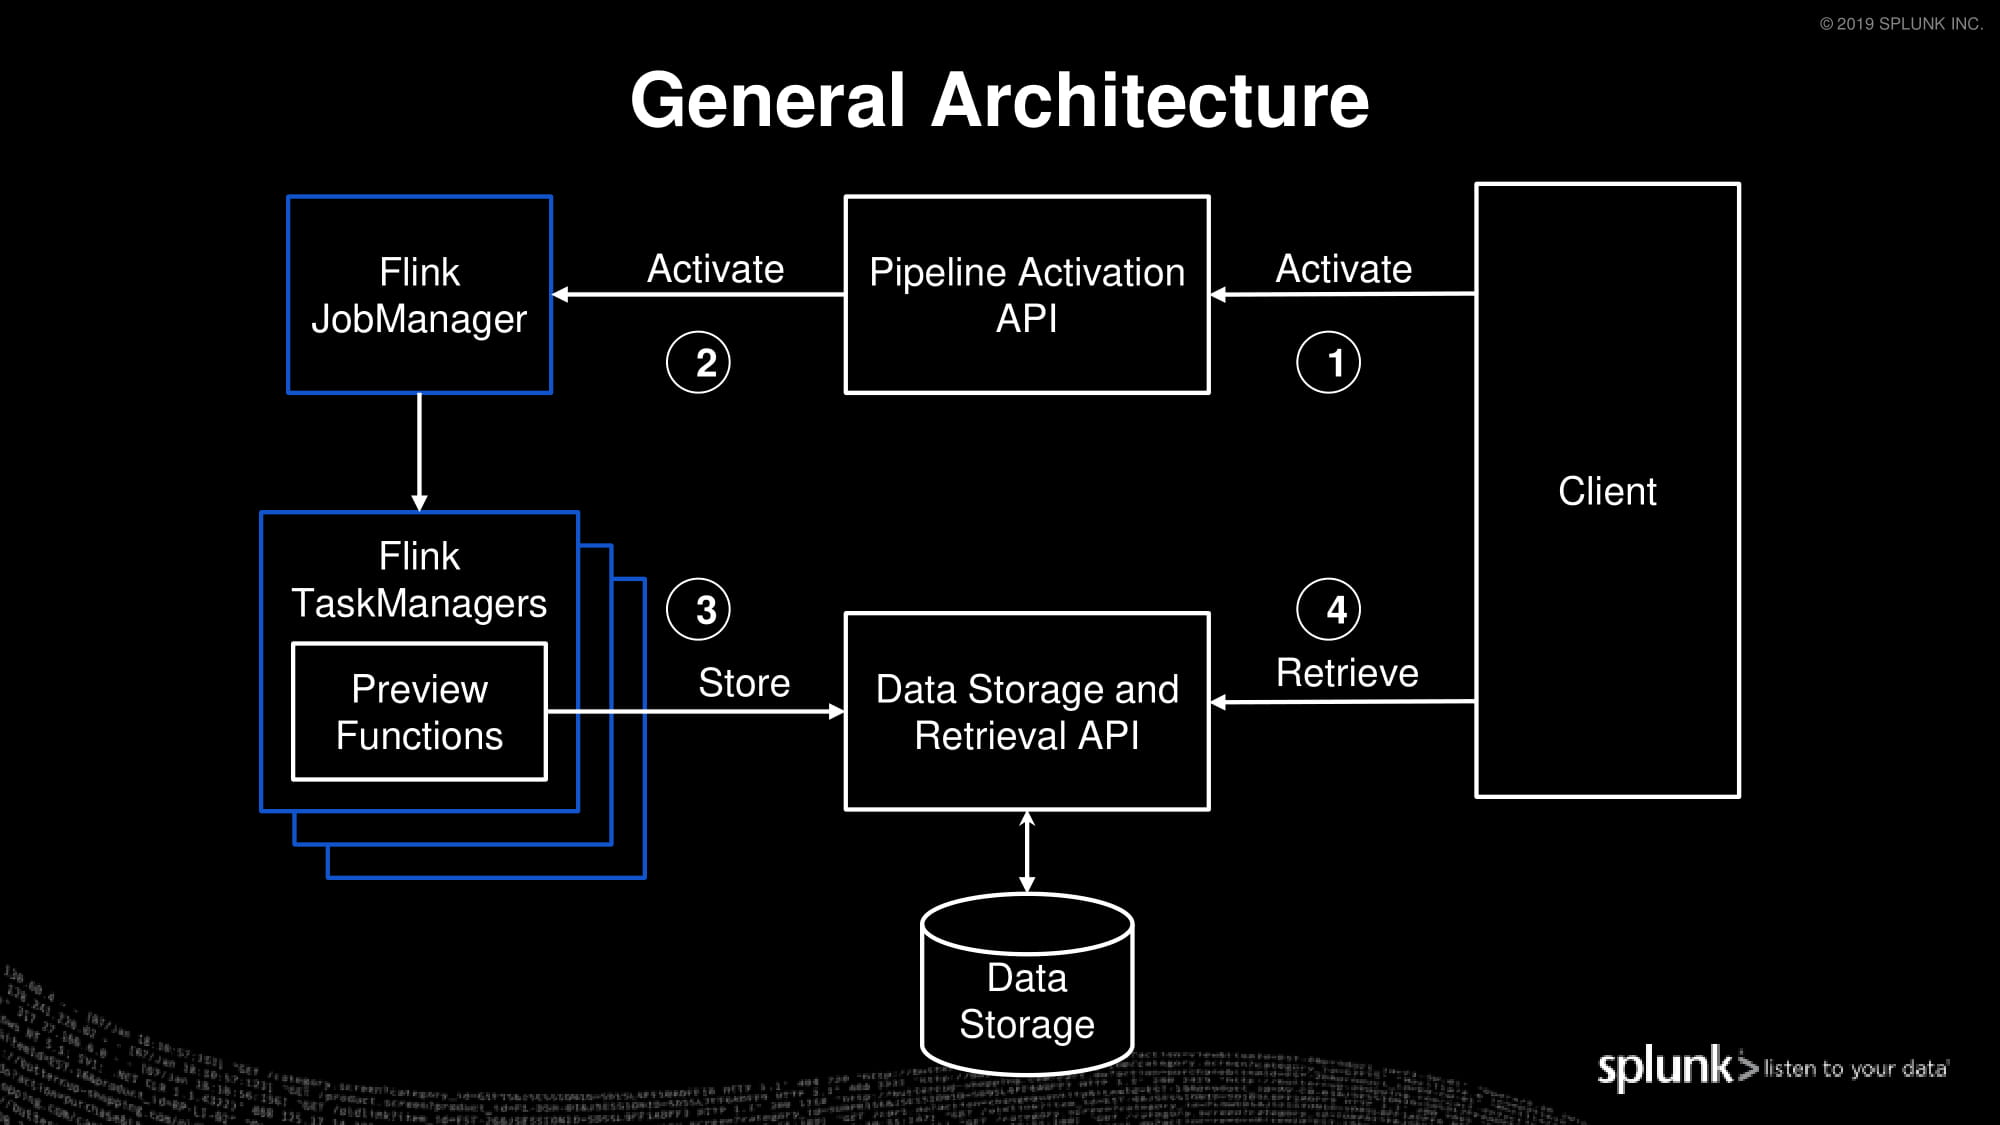 © 2019 SPLUNK INC.
General Architecture
Flink
JobManager
Activate
2
Pipeline Activation
API
Activate
1
Client
Flink
TaskManagers
Preview
Functions
3
Store
Data Storage and
Retrieval API
4
Retrieve
Data
Storage
splunk> listen to your data